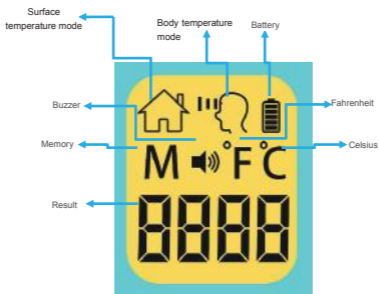 Surface
temperature mode
Body temperature
mode
Battery
Buzzer
Fahrenheit
Memory
M °F °C
Celsius
Result
8888